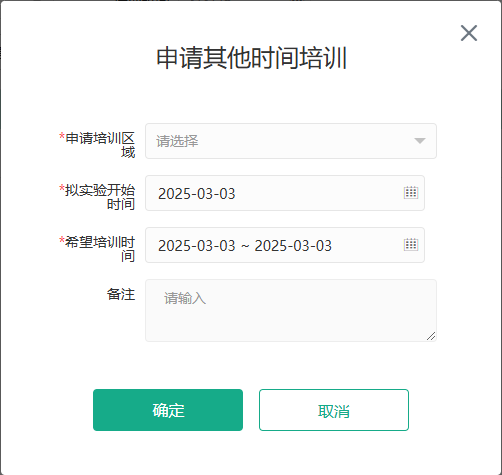 申请其他时间培训
*申请培训区
域
请选择
*拟实验开始
时间
2025-03-03
*希望培训时
间
2025-03-03 ~ 2025-03-03
备注
请输入
确定
取消